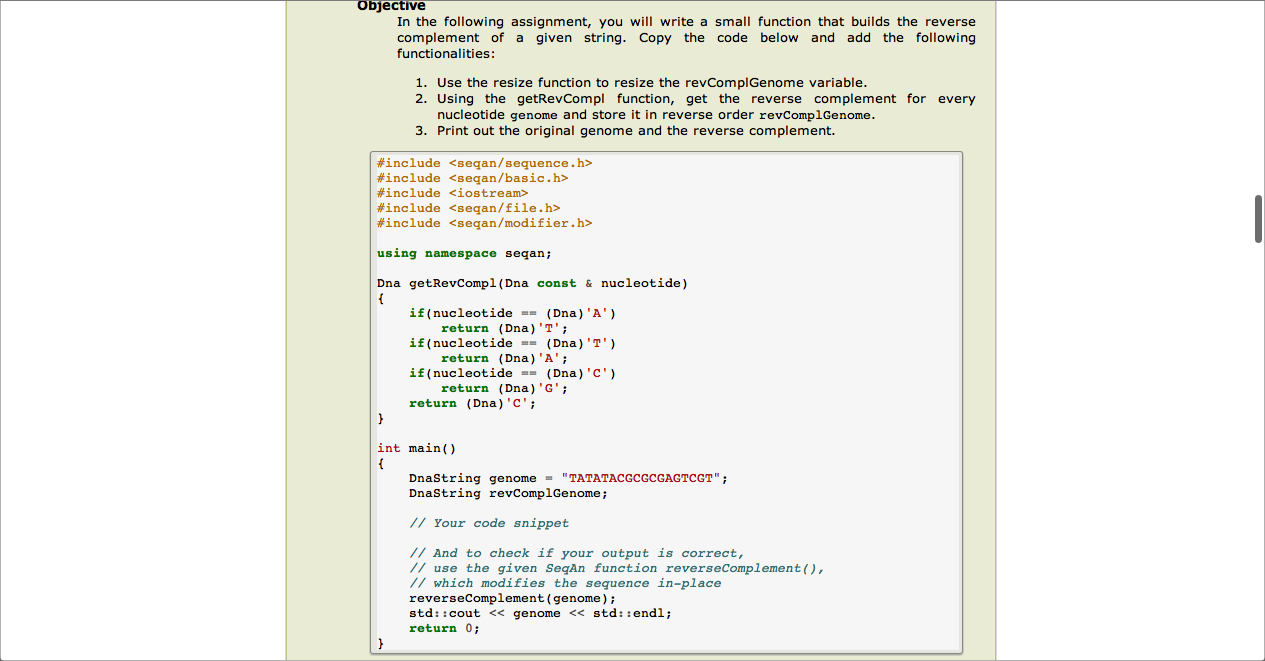 Objective
In the following assignment, you will write a small function that builds the reverse
complement of a given string. Copy the code below and add the following
functionalities:
1. Use the resize function to resize the revComplGenome variable.
2. Using the getRevCompl function, get the reverse complement for every
nucleotide genome and store it in reverse order revComplGenome.
3. Print out the original genome and the reverse complement.
#include <seqan/sequence.h>
#include <seqan/basic.h>
#include <iostream>
#include <seqan/file.h>
#include <seqan/modifier.h>
using namespace seqan;
Dna getRevCompl(Dna const & nucleotide)
{
    if(nucleotide == (Dna)'A')
        return (Dna)'T';
    if(nucleotide == (Dna)'T')
        return (Dna)'A';
    if(nucleotide == (Dna)'C')
        return (Dna)'G';
    return (Dna)'C';
}
int main()
{
    DnaString genome = "TATATACGCGCGAGTCGT";
    DnaString revComplGenome;
    // Your code snippet
    // And to check if your output is correct,
    // use the given SeqAn function reverseComplement(),
    // which modifies the sequence in-place
    reverseComplement(genome);
    std::cout << genome << std::endl;
    return 0;
}